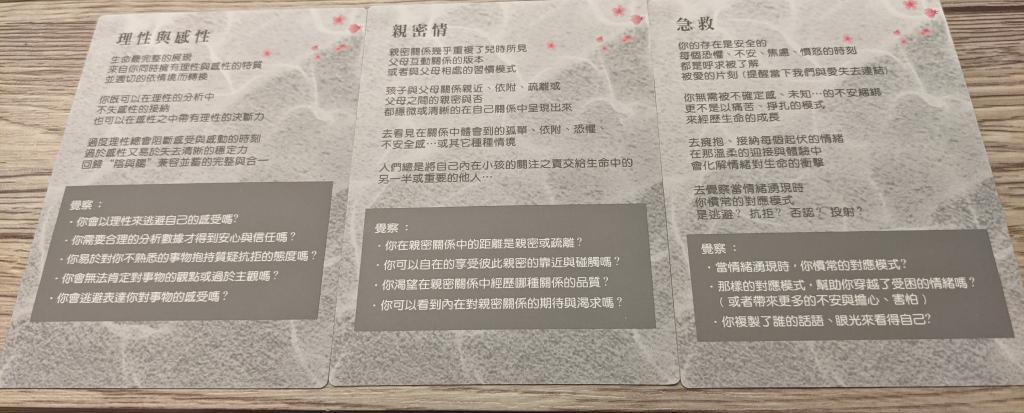 理性與感性
生命最完整的展現
來自你同時擁有理性與感性的特質
並適切的依情境而轉換
你既可以在理性的分析中
不失感性的接納
也可以在感性之中帶有理性的決斷力
過度理性總會阻斷感受與感動的時刻
過於感性又易於失去清晰的穩定力
回歸“陰與陽”兼容並蓄的完整與合一
覺察：
·你會以理性來逃避自己的感受嗎?
·你需要合理的分析數據才得到安心與信任嗎？
·你易於對你不熟悉的事物抱持質疑抗拒的態度嗎？
·你會無法肯定對事物的觀點或過於主觀嗎？
·你會逃避表達你對事物的感受嗎？
親密情
親密關係幾乎重複了兒時所見
父母互動關係的版本
或者與父母相處的習慣模式
孩子與父母關係親近、依附、疏離或
父母之間的親密與否
都隱微或清晰的在自己關係中呈現出來
去看見在關係中體會到的孤單、依附、恐懼、
不安全感…或其它種種情境
人們總是將自己內在小孩的關注之責交給生命中的
另一半或重要的他人…
覺察：
·你在親密關係中的距離是親密或疏離？
·你可以自在的享受彼此親密的靠近與碰觸嗎？
·你渴望在親密關係中經歷哪種關係的品質？
·你可以看到內在對親密關係的期待與渴求嗎？
急救
你的存在是安全的
每個恐懼、不安、焦慮、憤怒的時刻
都是呼求被了解
被愛的片刻 (提醒當下我們與愛失去連結)
你無需被不確定感、未知…的不安綑綁
更不是以痛苦、掙扎的模式
來經歷生命的成長
去擁抱、接納每個起伏的情緒
在那溫柔的迎接與體驗中
會化解情緒對生命的衝擊
去覺察當情緒湧現時
你慣常的對應模式
是逃避? 抗拒? 否認? 投射?
覺察：
·當情緒湧現時，你慣常的對應模式?
·那樣的對應模式，幫助你穿越了受困的情緒嗎？
（或者帶來更多的不安與擔心、害怕）
·你複製了誰的話語、眼光來看得自己?